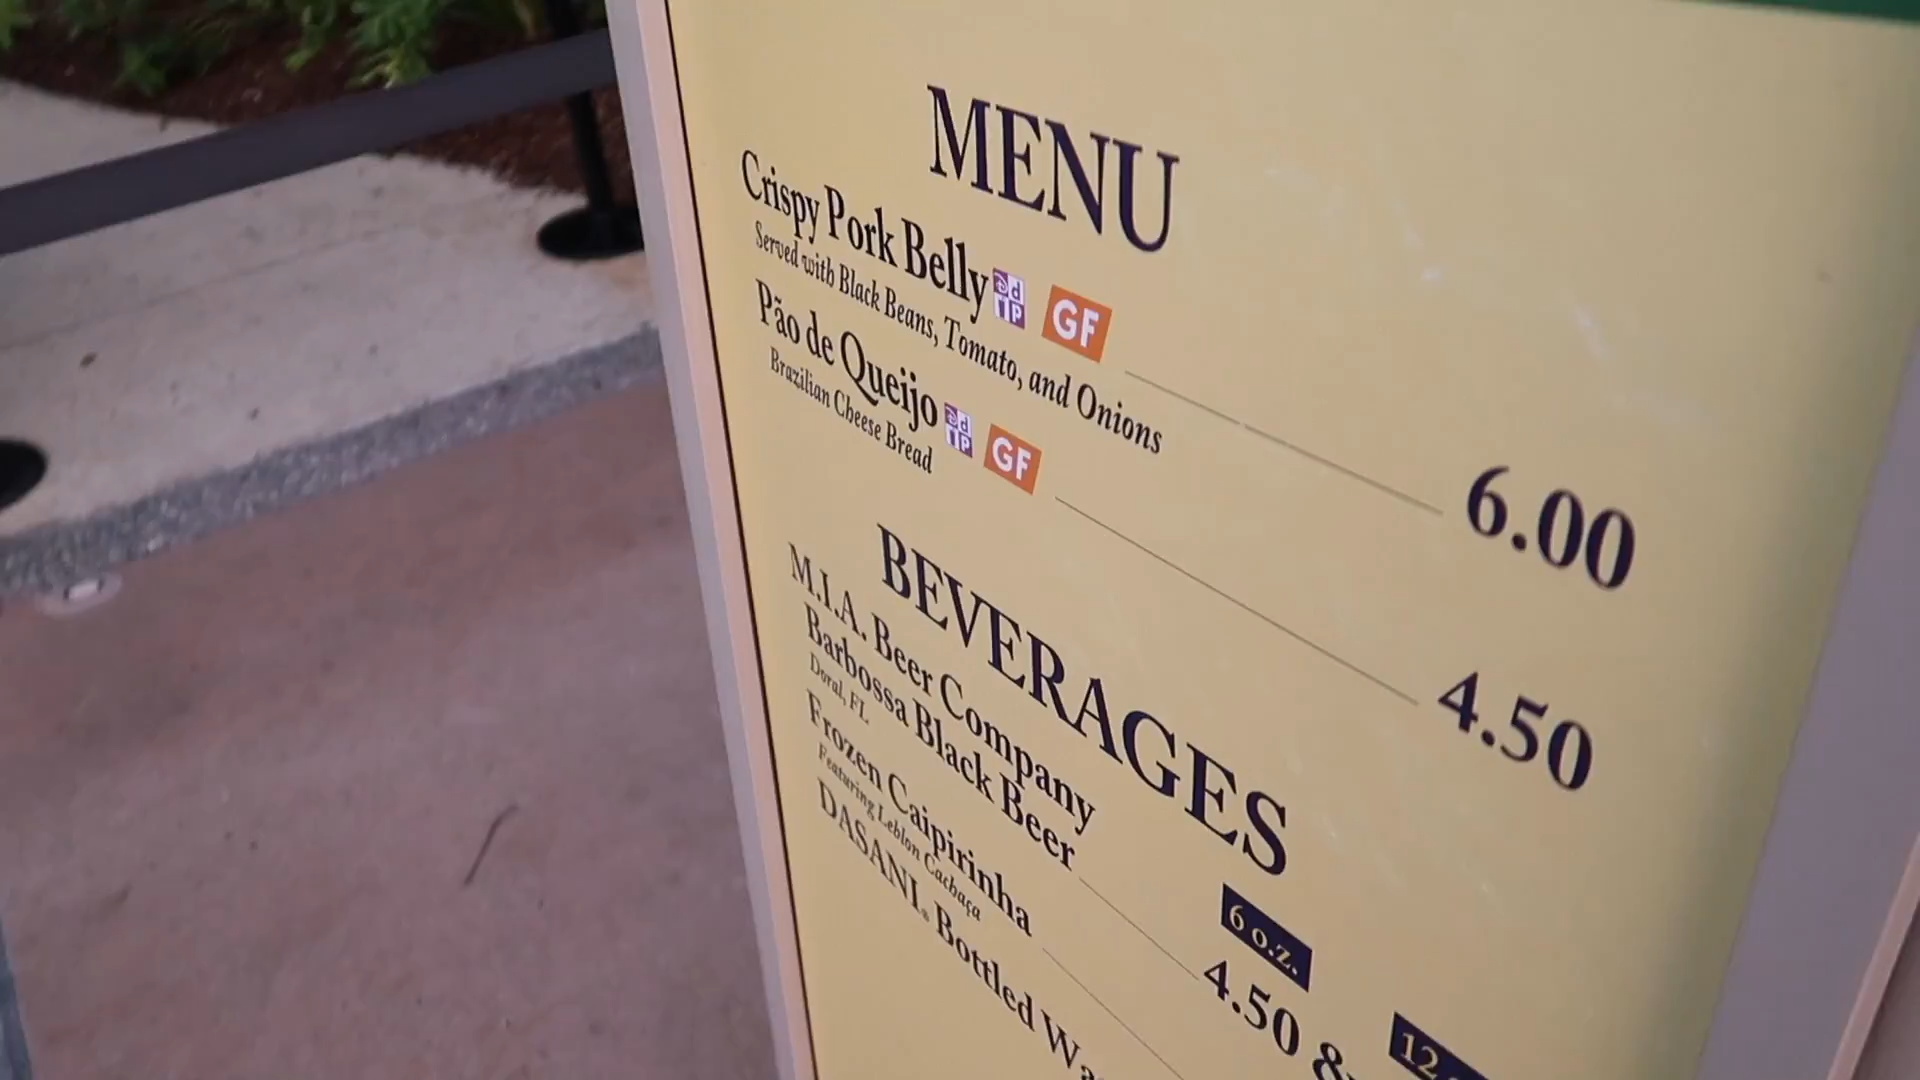 MENU
Crispy Pork Belly GF 6.00
Served with Black Beans, Tomato, and Onions
Pão de Queijo GF 4.50
Brazilian Cheese Bread
BEVERAGES
6 o.z.
12
M.I.A. Beer Company
Barbossa Black Beer 4.50 &
Doral, FL
Frozen Caipirinha
Featuring Leblon Cachaça
DASANI® Bottled